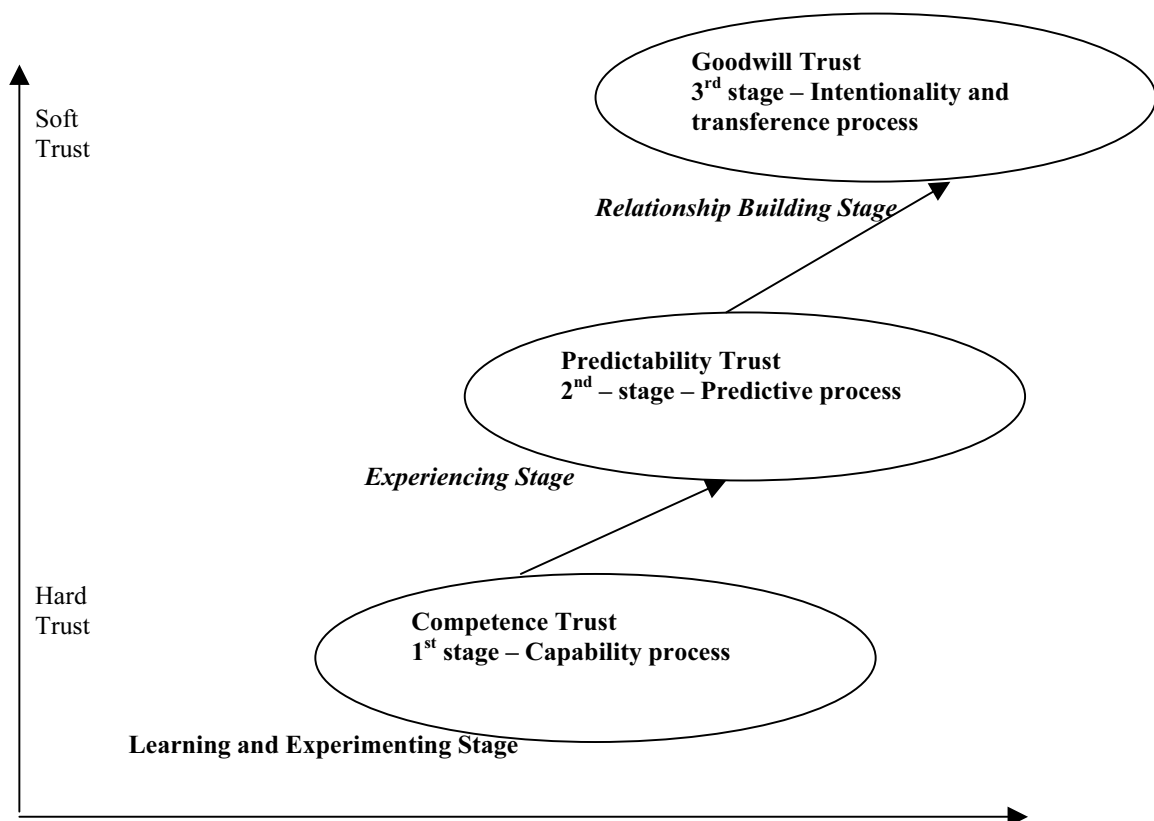 Goodwill Trust
3rd stage – Intentionality and
transference process
Soft
Trust
Relationship Building Stage
Predictability Trust
2nd – stage – Predictive process
Experiencing Stage
Hard
Trust
Competence Trust
1st stage – Capability process
Learning and Experimenting Stage